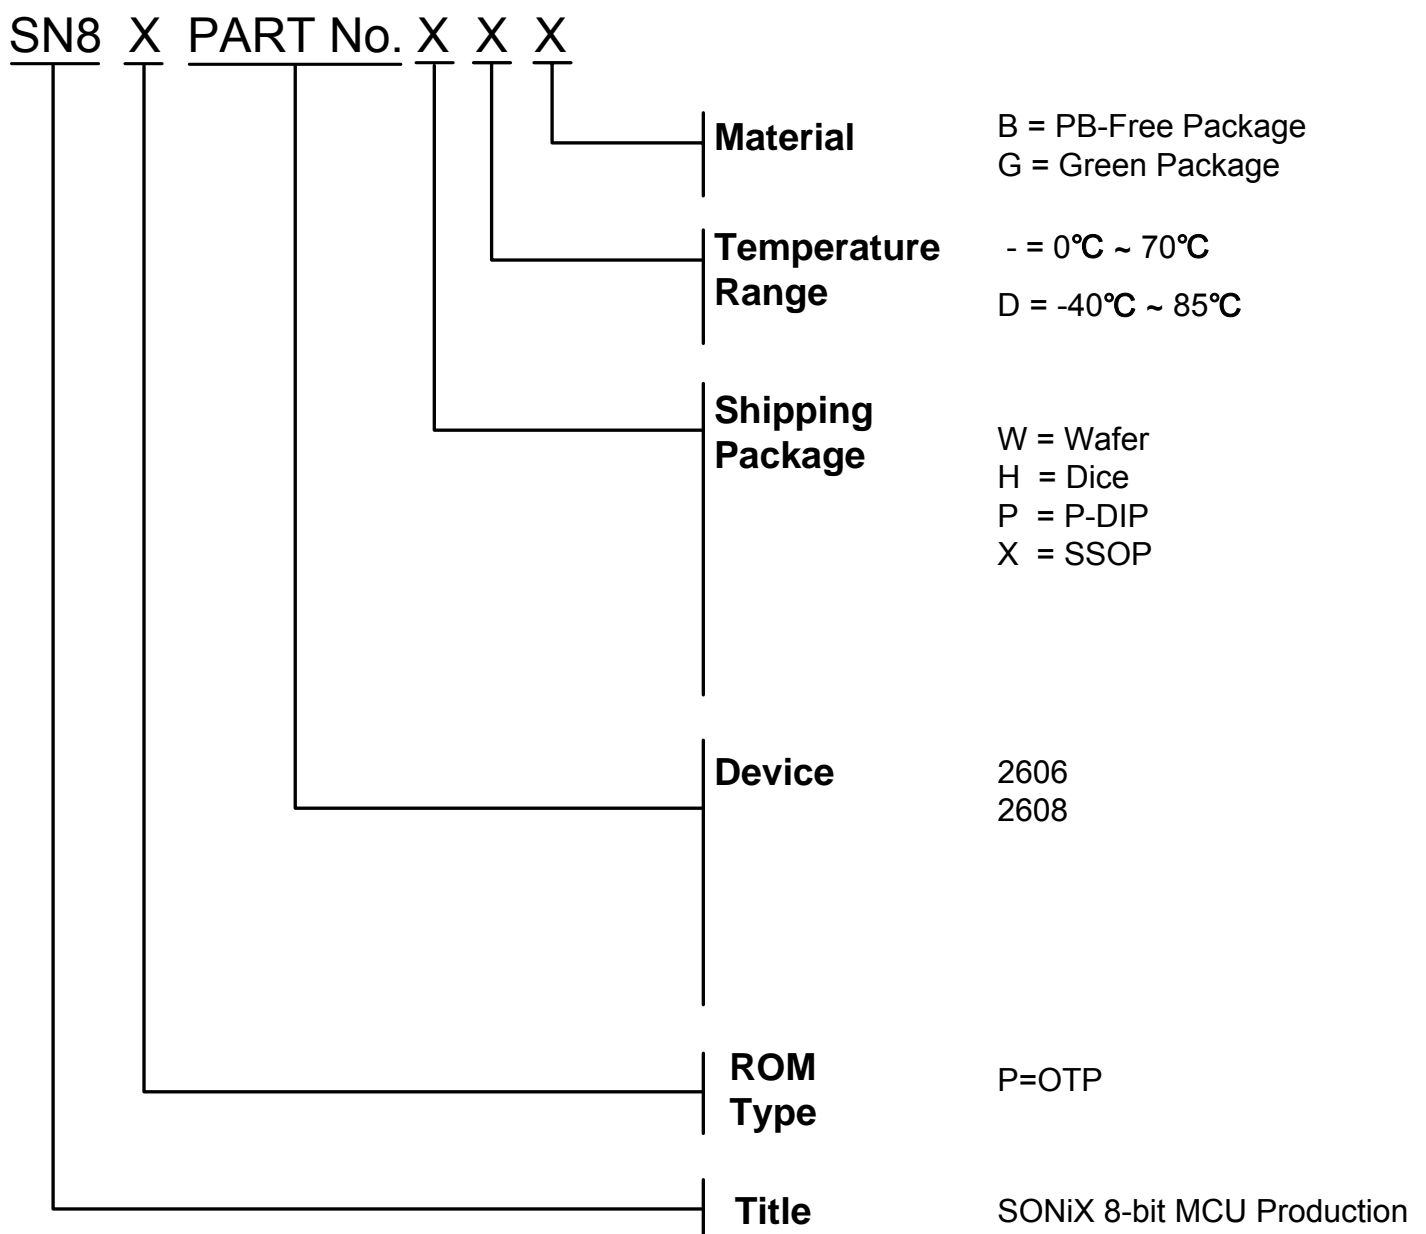 SN8 X PART No. X X X
Material
B = PB-Free Package
G = Green Package
Temperature
Range
- = 0℃ ~ 70℃
D = -40℃ ~ 85℃
Shipping
Package
W = Wafer
H = Dice
P = P-DIP
X = SSOP
Device
2606
2608
ROM
Type
P=OTP
Title
SONiX 8-bit MCU Production